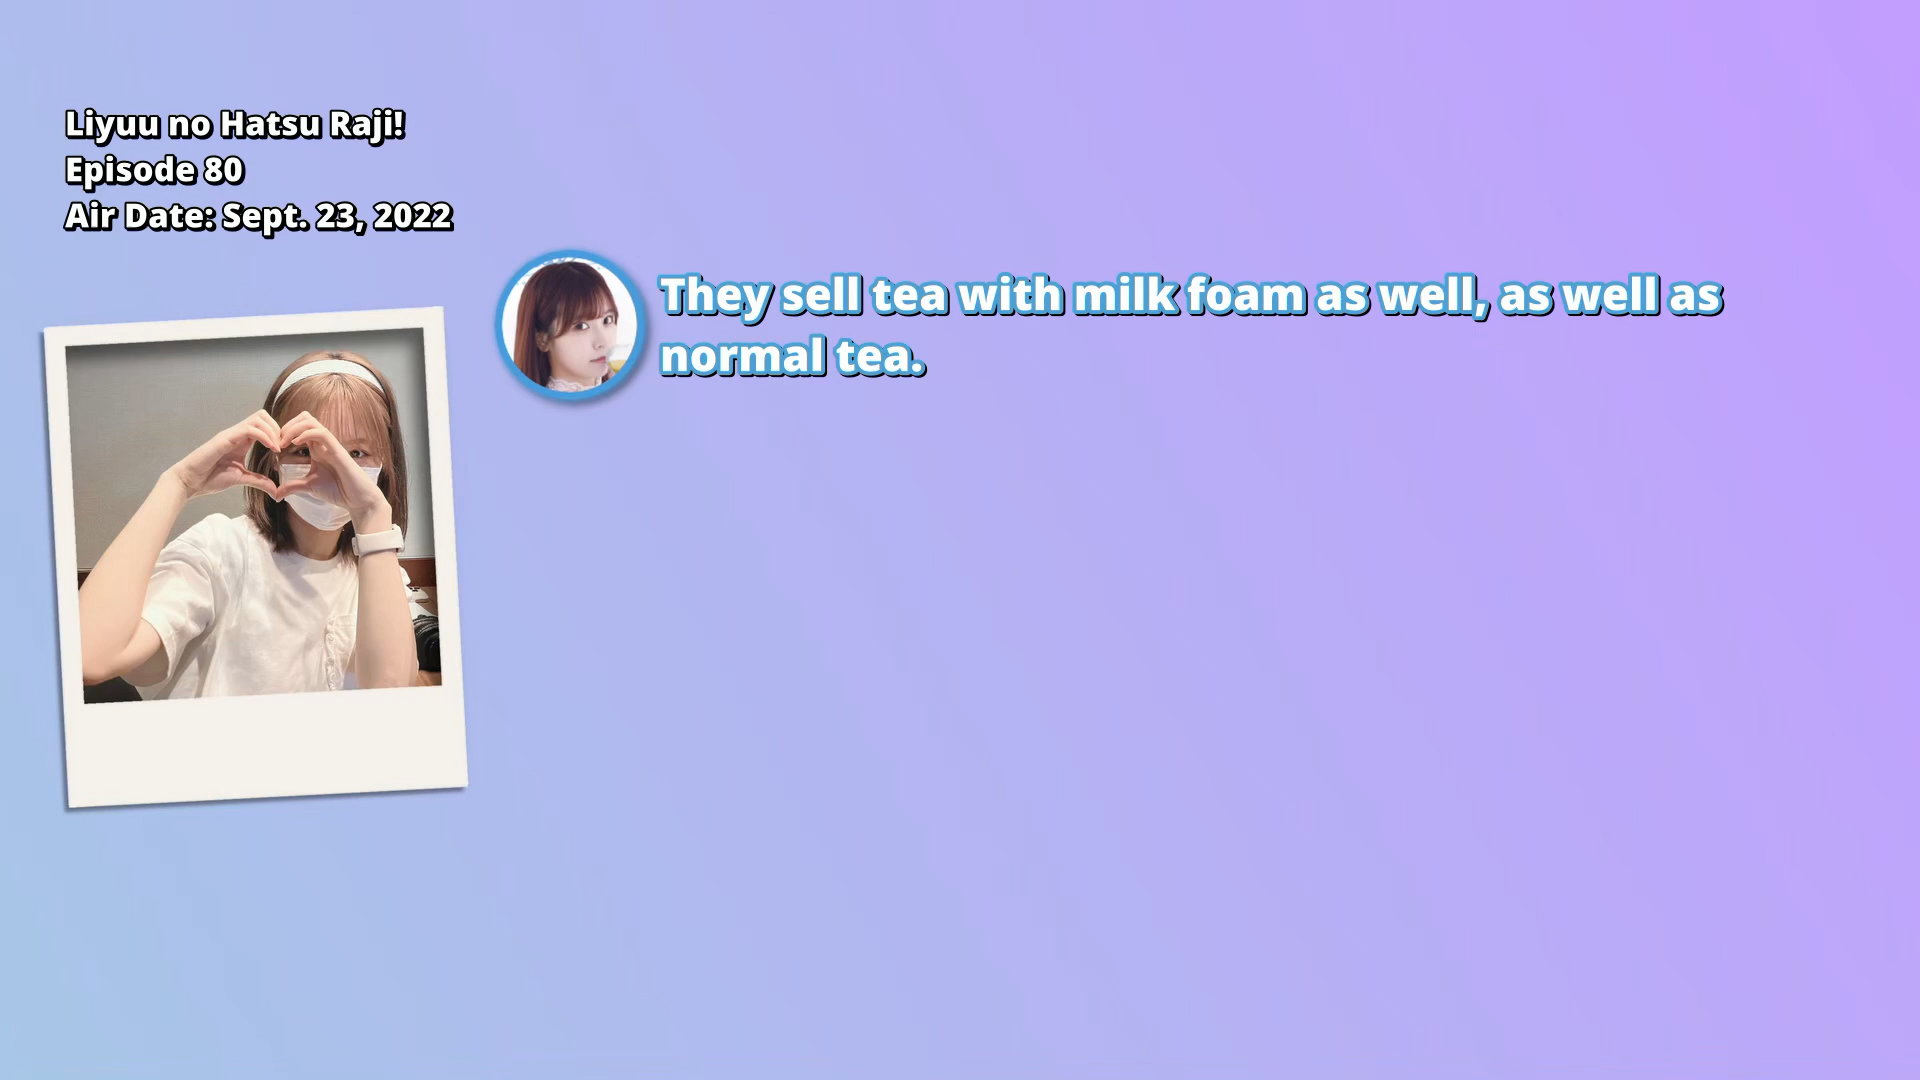 Liyuu no Hatsu Raji!
Episode 80
Air Date: Sept. 23, 2022
They sell tea with milk foam as well, as well as
normal tea.